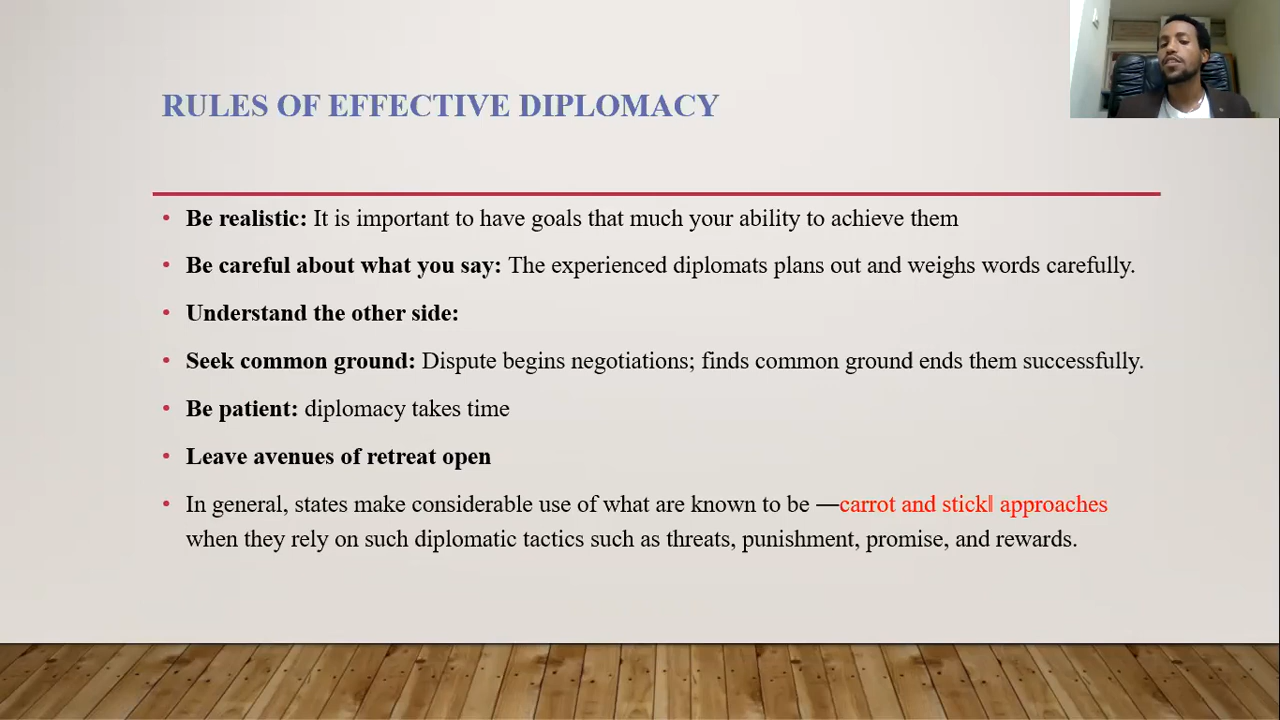 RULES OF EFFECTIVE DIPLOMACY
• Be realistic: It is important to have goals that much your ability to achieve them
• Be careful about what you say: The experienced diplomats plans out and weighs words carefully.
• Understand the other side:
• Seek common ground: Dispute begins negotiations; finds common ground ends them successfully.
• Be patient: diplomacy takes time
• Leave avenues of retreat open
• In general, states make considerable use of what are known to be ―carrot and stick‖ approaches
when they rely on such diplomatic tactics such as threats, punishment, promise, and rewards.